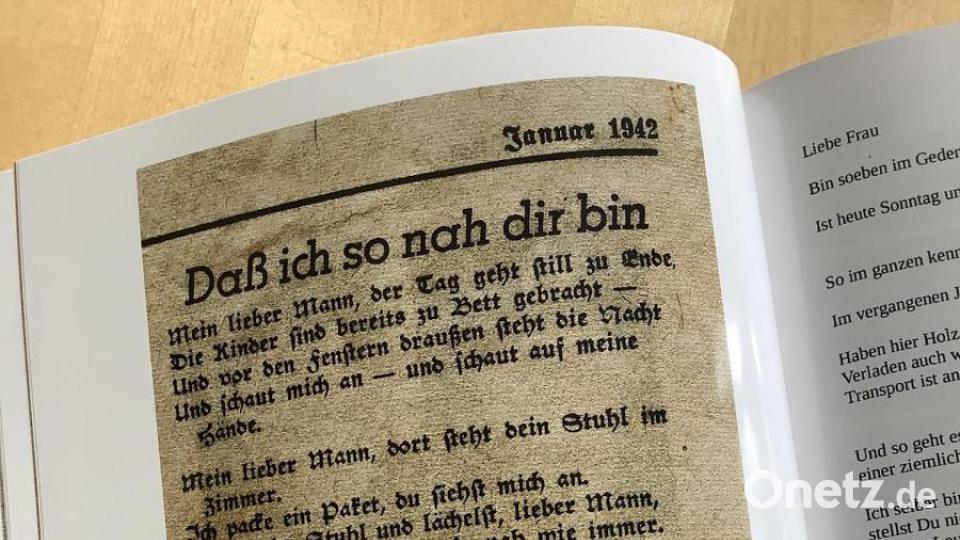 Januar 1942
Daß ich so nah dir bin
Mein lieber Mann, der Tag geht still zu Ende,
Die Kinder sind bereits zu Bett gebracht —
Und vor den Fenstern draußen steht die Nacht
Und schaut mich an — und schaut auf meine
Hände.
Mein lieber Mann, dort steht dein Stuhl im
Zimmer.
Ich packe ein Paket, du siehst mich an.
Stuhl und lächelst, lieber Mann,
wie immer.
Liebe Frau
Bin soeben im Geden
Ist heute Sonntag un
So im ganzen kenn
Im vergangenen J
Haben hier Holz
Verladen auch w
Transport ist an
Und so geht es
einer ziemlich
Ich selber bin
stellst Du ni
Onetz.de